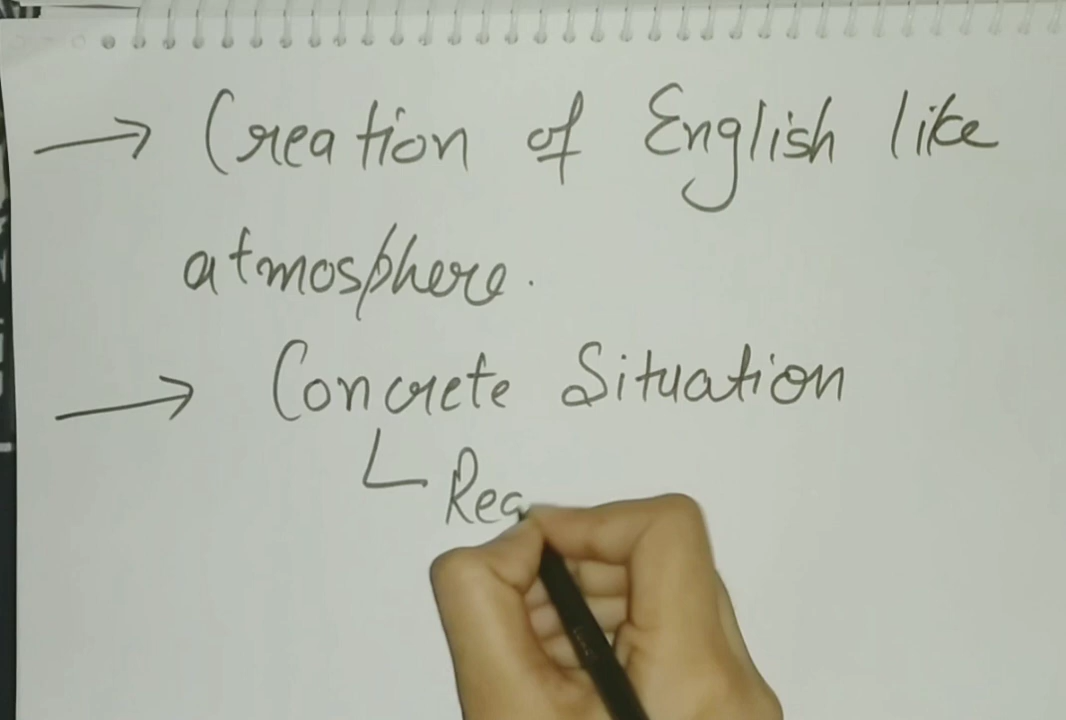 → Creation of English like
atmosphere.
→ Concrete Situation
Rea